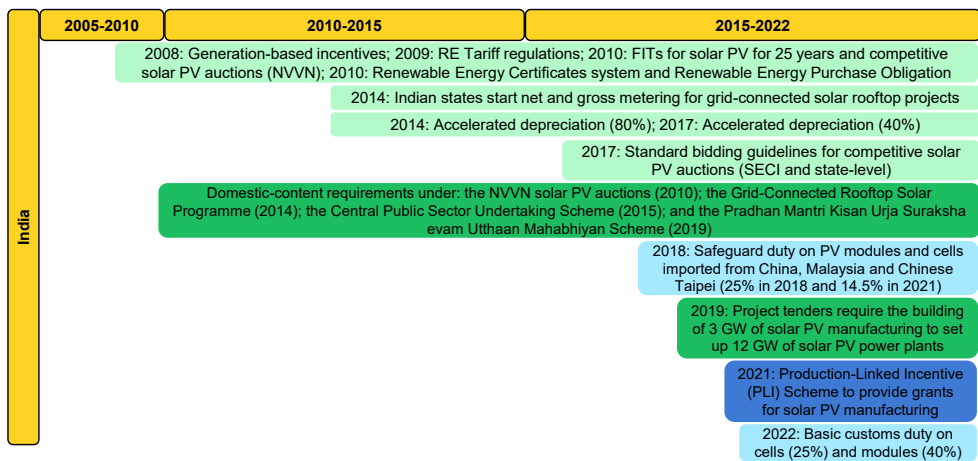 2005-2010
2010-2015
2015-2022
India
2008: Generation-based incentives; 2009: RE Tariff regulations; 2010: FITs for solar PV for 25 years and competitive
solar PV auctions (NVVN); 2010: Renewable Energy Certificates system and Renewable Energy Purchase Obligation
2014: Indian states start net and gross metering for grid-connected solar rooftop projects
2014: Accelerated depreciation (80%); 2017: Accelerated depreciation (40%)
2017: Standard bidding guidelines for competitive solar
PV auctions (SECI and state-level)
Domestic-content requirements under: the NVVN solar PV auctions (2010); the Grid-Connected Rooftop Solar
Programme (2014); the Central Public Sector Undertaking Scheme (2015); and the Pradhan Mantri Kisan Urja Suraksha
evam Utthaan Mahabhiyan Scheme (2019)
2018: Safeguard duty on PV modules and cells
imported from China, Malaysia and Chinese
Taipei (25% in 2018 and 14.5% in 2021)
2019: Project tenders require the building
of 3 GW of solar PV manufacturing to set
up 12 GW of solar PV power plants
2021: Production-Linked Incentive
(PLI) Scheme to provide grants
for solar PV manufacturing
2022: Basic customs duty on
cells (25%) and modules (40%)